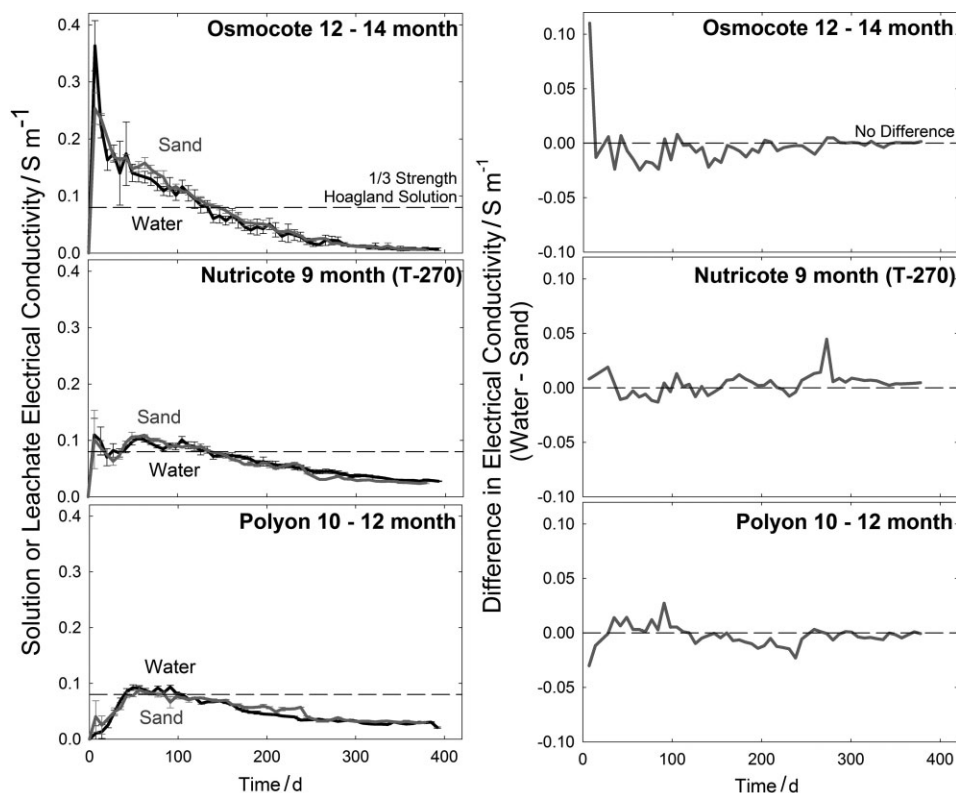 Solution or Leachate Electrical Conductivity / S m⁻¹
0.4
0.3
0.2
0.1
0.0
Osmocote 12 - 14 month
Sand
1/3 Strength
Hoagland Solution
Water
0.4
0.3
0.2
0.1
0.0
Nutricote 9 month (T-270)
Sand
Water
0.4
0.3
0.2
0.1
0.0
Polyon 10 - 12 month
Water
Sand
0
100
200
300
400
Time / d
Difference in Electrical Conductivity / S m⁻¹
(Water - Sand)
0.10
0.05
0.00
-0.05
-0.10
Osmocote 12 - 14 month
No Difference
0.10
0.05
0.00
-0.05
-0.10
Nutricote 9 month (T-270)
0.10
0.05
0.00
-0.05
-0.10
Polyon 10 - 12 month
0
100
200
300
400
Time / d